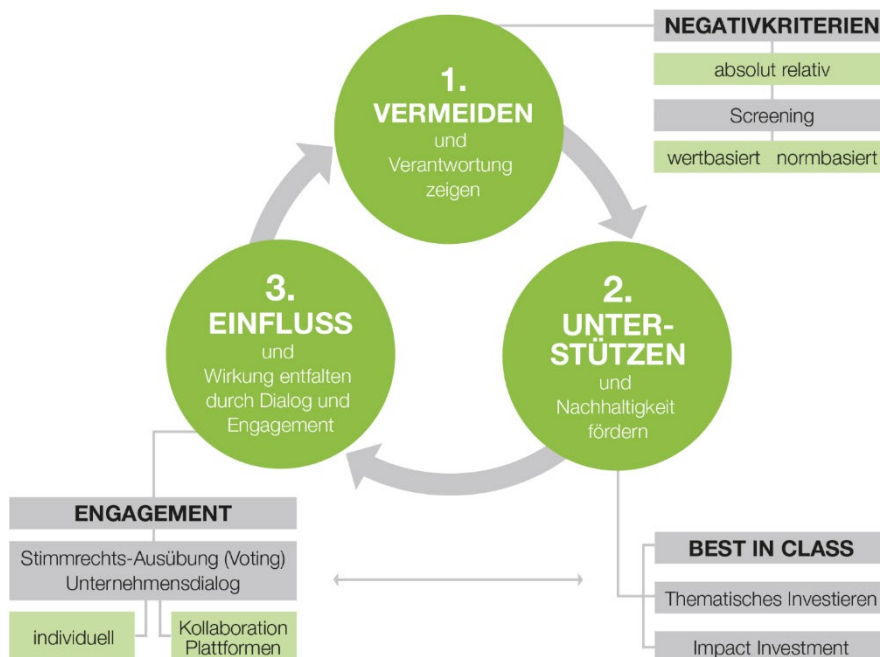 1.
VERMEIDEN
und
Verantwortung
zeigen
NEGATIVKRITERIEN
absolut relativ
Screening
wertbasiert normbasiert
2.
UNTER-
STÜTZEN
und
Nachhaltigkeit
fördern
BEST IN CLASS
Thematisches Investieren
Impact Investment
3.
EINFLUSS
und
Wirkung entfalten
durch Dialog und
Engagement
ENGAGEMENT
Stimmrechts-Ausübung (Voting)
Unternehmensdialog
individuell
Kollaboration
Plattformen